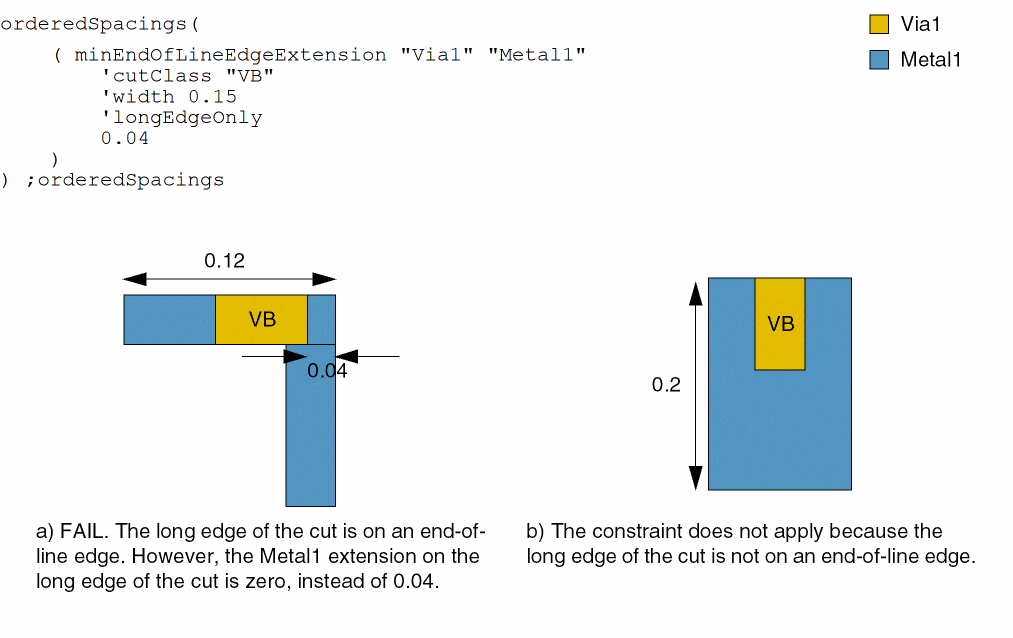 orderedSpacings(
Via1
( minEndOfLineEdgeExtension "Via1" "Metal1"
Metal1
'cutClass "VB"
'width 0.15
'longEdgeOnly
0.04
)
) ;orderedSpacings
0.12
VB
0.04
VB
0.2
a) FAIL. The long edge of the cut is on an end-of-
line edge. However, the Metal1 extension on the
long edge of the cut is zero, instead of 0.04.
b) The constraint does not apply because the
long edge of the cut is not on an end-of-line edge.